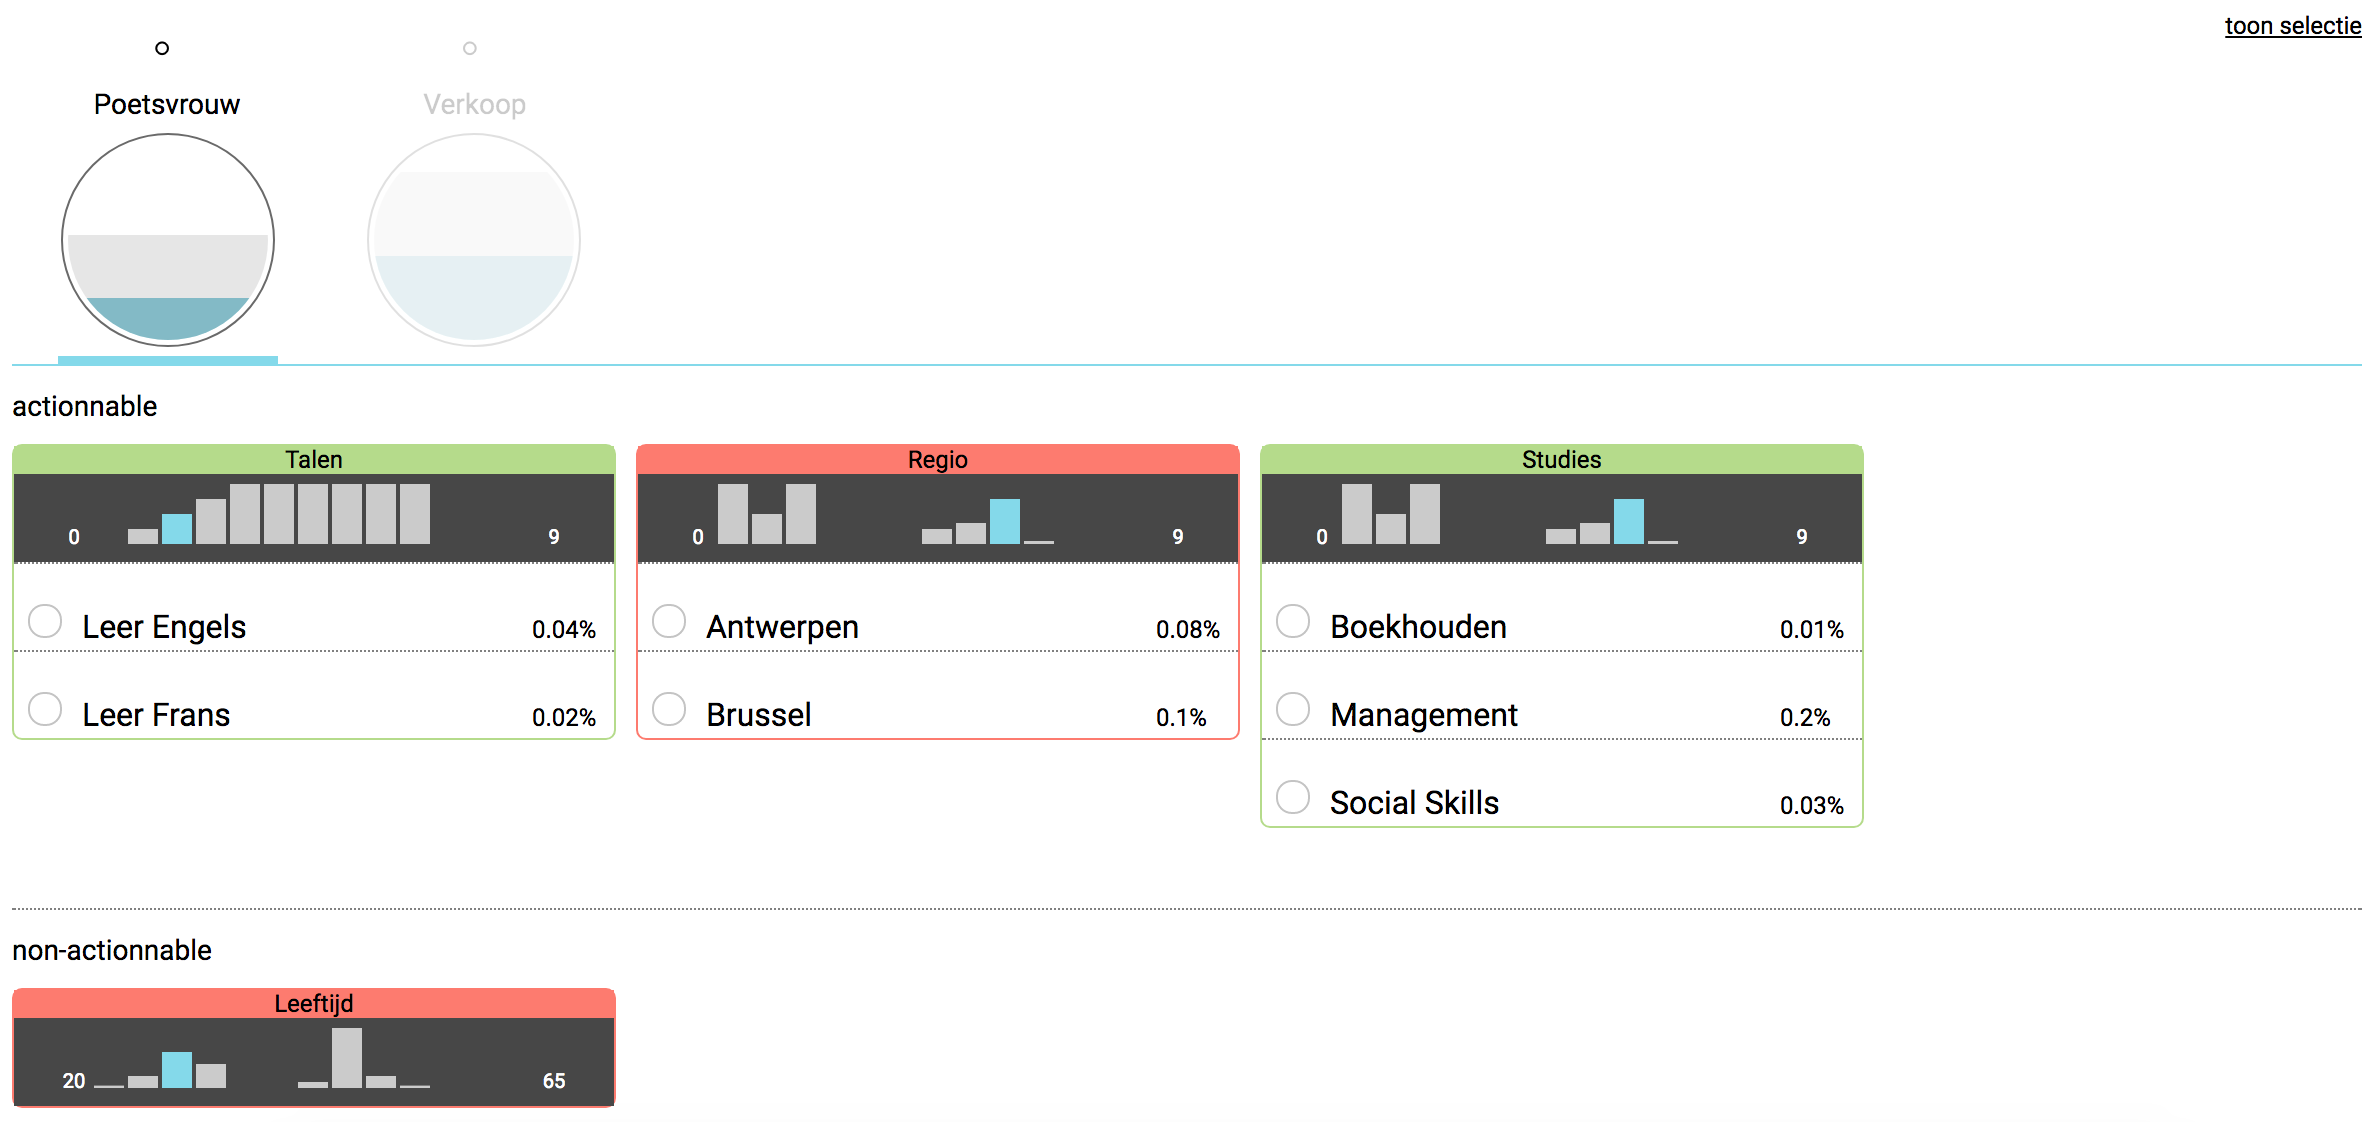 toon selectie
Poetsvrouw
Verkoop
actionnable
Talen
0 9
Leer Engels 0.04%
Leer Frans 0.02%
Regio
0 9
Antwerpen 0.08%
Brussel 0.1%
Studies
0 9
Boekhouden 0.01%
Management 0.2%
Social Skills 0.03%
non-actionnable
Leeftijd
20 65